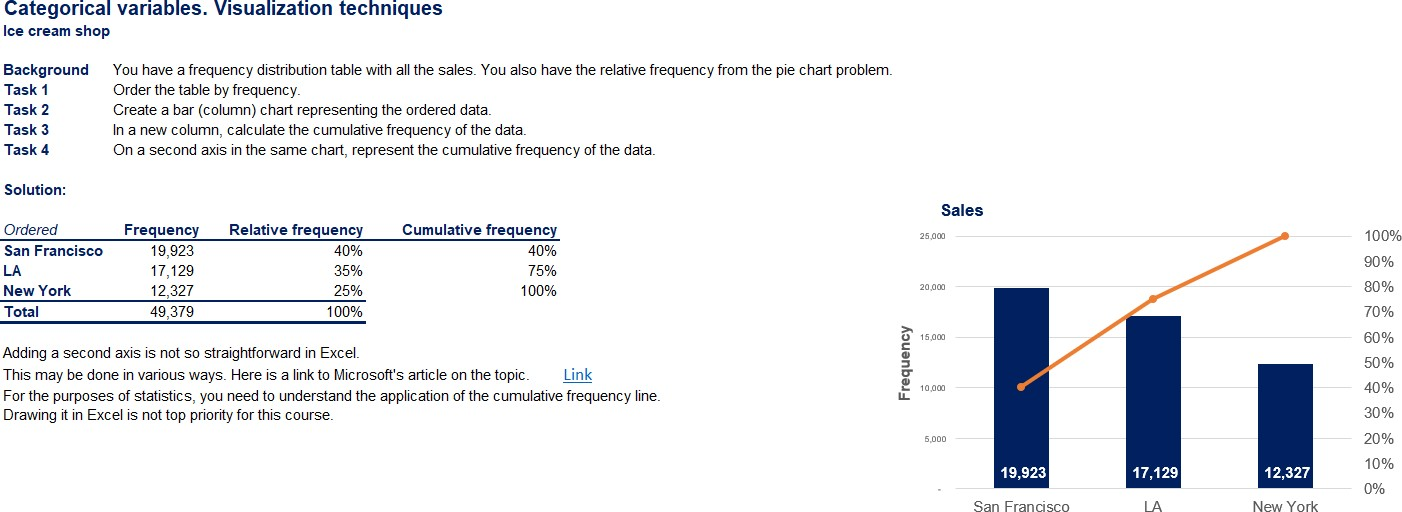 Categorical variables. Visualization techniques
Ice cream shop
Background You have a frequency distribution table with all the sales. You also have the relative frequency from the pie chart problem.
Task 1 Order the table by frequency.
Task 2 Create a bar (column) chart representing the ordered data.
Task 3 In a new column, calculate the cumulative frequency of the data.
Task 4 On a second axis in the same chart, represent the cumulative frequency of the data.
Solution:
Ordered Frequency Relative frequency Cumulative frequency
San Francisco 19,923 40% 40%
LA 17,129 35% 75%
New York 12,327 25% 100%
Total 49,379 100%
Adding a second axis is not so straightforward in Excel.
This may be done in various ways. Here is a link to Microsoft's article on the topic. Link
For the purposes of statistics, you need to understand the application of the cumulative frequency line.
Drawing it in Excel is not top priority for this course.
Sales
Frequency
25,000
20,000
15,000
10,000
5,000
-
100%
90%
80%
70%
60%
50%
40%
30%
20%
10%
0%
19,923 17,129 12,327
San Francisco LA New York